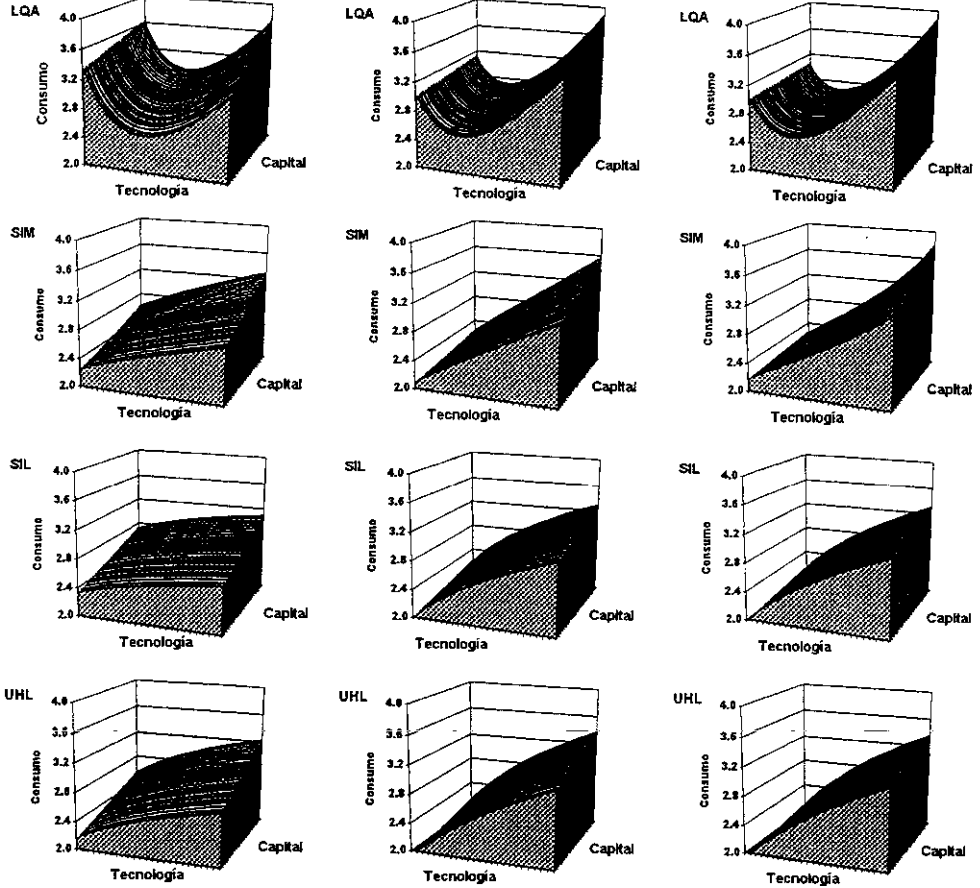 LQA
4.0
3.6
3.2
2.8
2.4
2.0
Consumo
Tecnología
Capital
LQA
4.0
3.6
3.2
2.8
2.4
2.0
Consumo
Tecnología
Capital
LQA
4.0
3.6
3.2
2.8
2.4
2.0
Consumo
Tecnología
Capital
SIM
4.0
3.6
3.2
2.8
2.4
2.0
Consumo
Tecnología
Capital
SIM
4.0
3.6
3.2
2.8
2.4
2.0
Consumo
Tecnología
Capital
SIM
4.0
3.6
3.2
2.8
2.4
2.0
Consumo
Tecnología
Capital
SIL
4.0
3.6
3.2
2.8
2.4
2.0
Consumo
Tecnología
Capital
SIL
4.0
3.6
3.2
2.8
2.4
2.0
Consumo
Tecnología
Capital
SIL
4.0
3.6
3.2
2.8
2.4
2.0
Consumo
Tecnología
Capital
UHL
4.0
3.6
3.2
2.8
2.4
2.0
Consumo
Tecnología
Capital
UHL
4.0
3.6
3.2
2.8
2.4
2.0
Consumo
Tecnología
Capital
UHL
4.0
3.6
3.2
2.8
2.4
2.0
Consumo
Tecnología
Capital